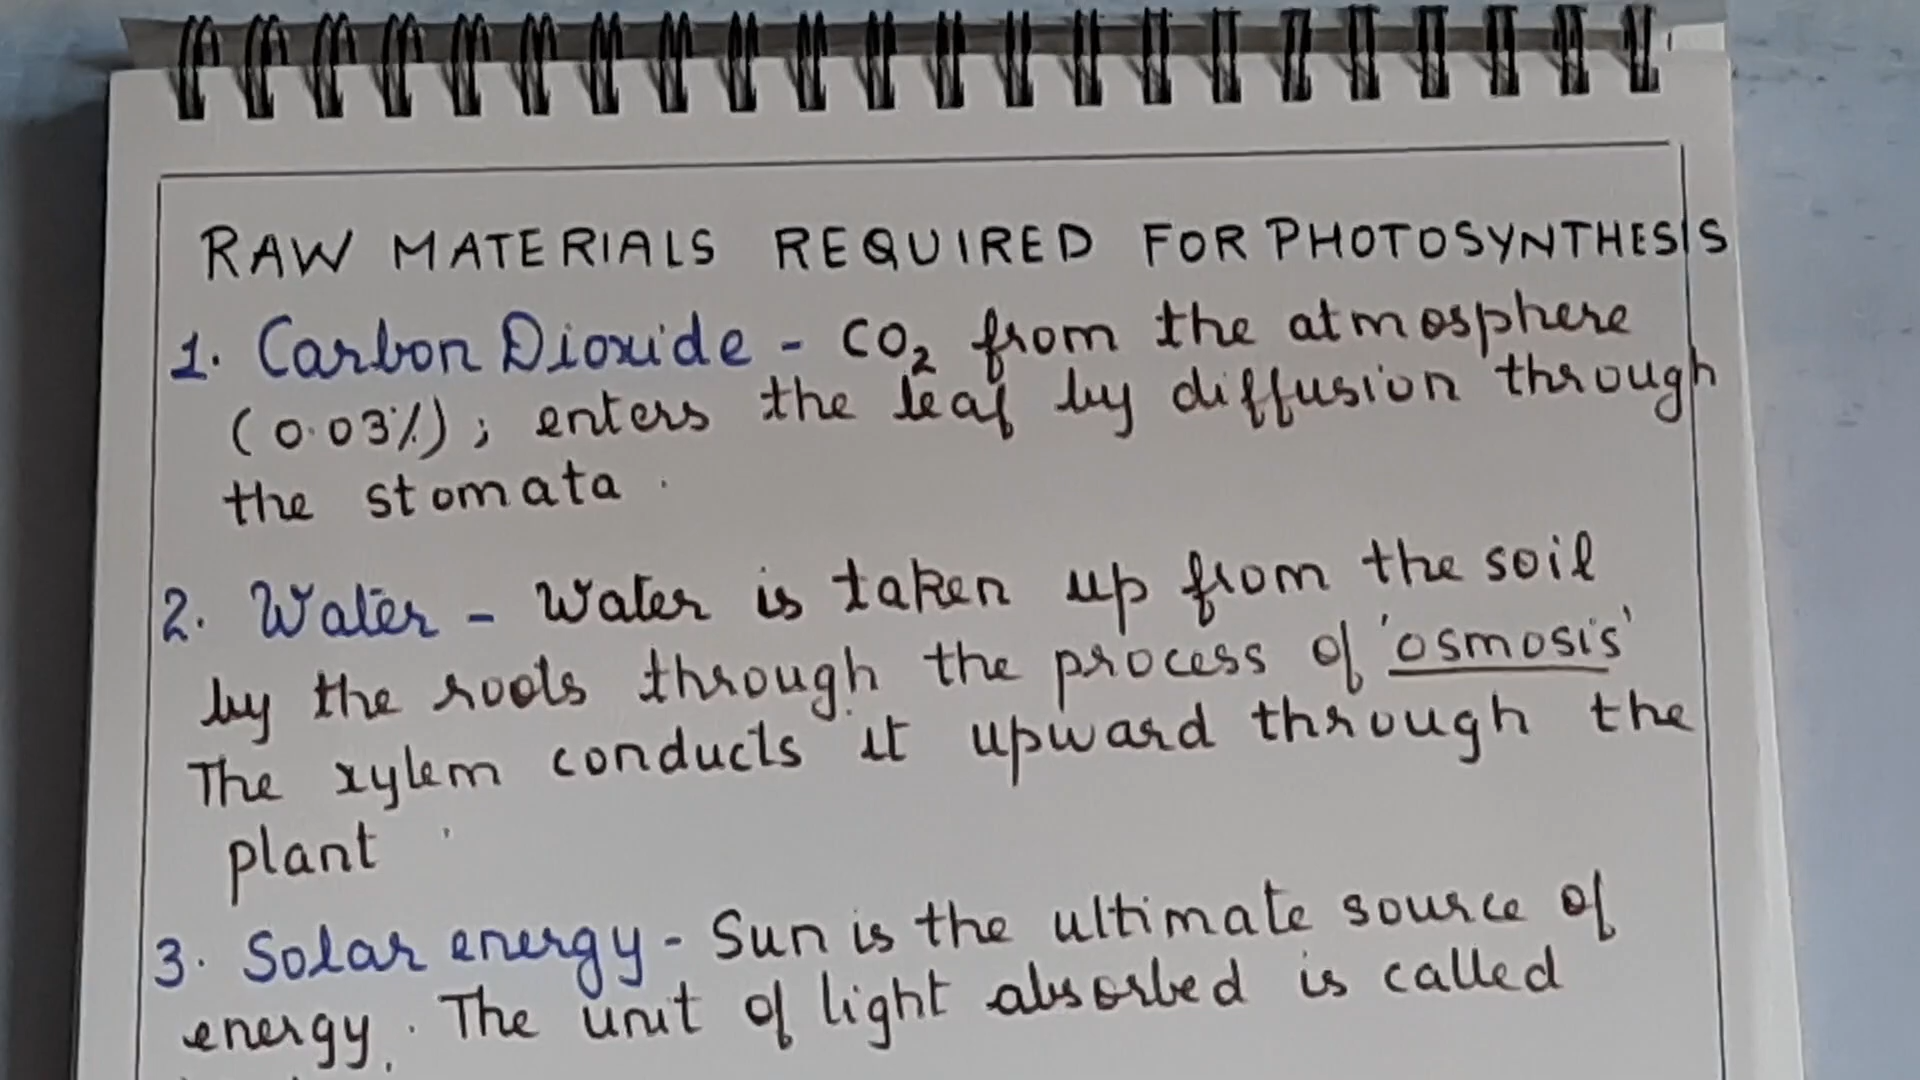 RAW MATERIALS REQUIRED FOR PHOTOSYNTHESIS
1. Carbon Dioxide - CO₂ from the atmosphere
(0.03%); enters the leaf by diffusion through
the stomata.
2. Water - Water is taken up from the soil
by the roots through the process of 'osmosis'
The xylem conducts it upward through the
plant.
3. Solar energy - Sun is the ultimate source of
energy. The unit of light absorbed is called